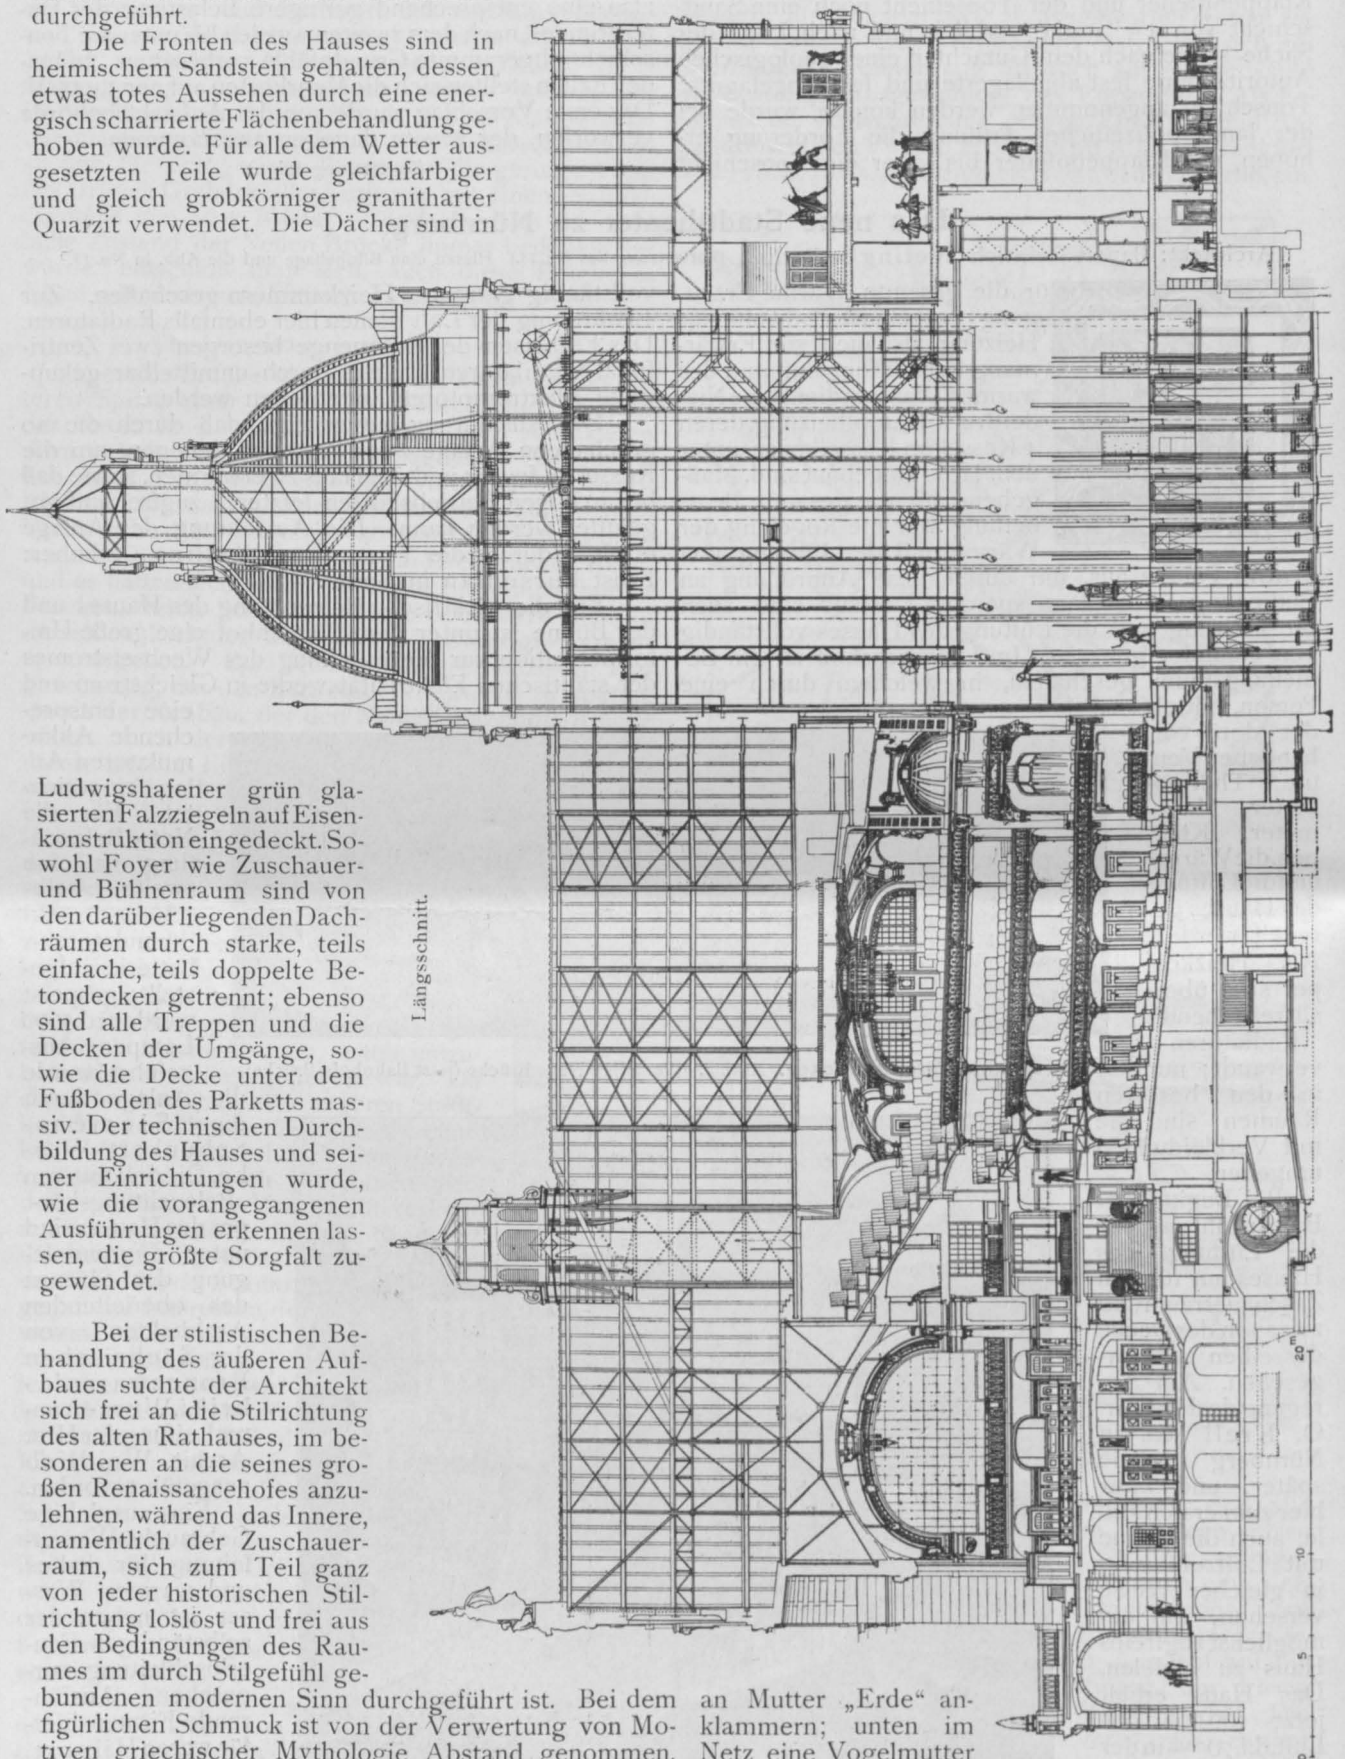 durchgeführt.
Die Fronten des Hauses sind in
heimischem Sandstein gehalten, dessen
etwas totes Aussehen durch eine ener-
gisch scharrierte Flächenbehandlung ge-
hoben wurde. Für alle dem Wetter aus-
gesetzten Teile wurde gleichfarbiger
und gleich grobkörniger granitharter
Quarzit verwendet. Die Dächer sind in
Ludwigshafener grün gla-
sierten Falzziegeln auf Eisen-
konstruktion eingedeckt. So-
wohl Foyer wie Zuschauer-
und Bühnenraum sind von
den darüber liegenden Dach-
räumen durch starke, teils
einfache, teils doppelte Be-
tondecken getrennt; ebenso
sind alle Treppen und die
Decken der Umgänge, so-
wie die Decke unter dem
Fußboden des Parketts mas-
siv. Der technischen Durch-
bildung des Hauses und sei-
ner Einrichtungen wurde,
wie die vorangegangenen
Ausführungen erkennen las-
sen, die größte Sorgfalt zu-
gewendet.
Bei der stilistischen Be-
handlung des äußeren Auf-
baues suchte der Architekt
sich frei an die Stilrichtung
des alten Rathauses, im be-
sonderen an die seines gro-
ßen Renaissancehofes anzu-
lehnen, während das Innere,
namentlich der Zuschauer-
raum, sich zum Teil ganz
von jeder historischen Stil-
richtung loslöst und frei aus
den Bedingungen des Rau-
mes im durch Stilgefühl ge-
bundenen modernen Sinn durchgeführt ist. Bei dem
figürlichen Schmuck ist von der Verwertung von Mo-
tiven griechischer Mythologie Abstand genommen.
an Mutter „Erde“ an-
klammern; unten im
Netz eine Vogelmutter
Längsschnitt.
5
10
20 m